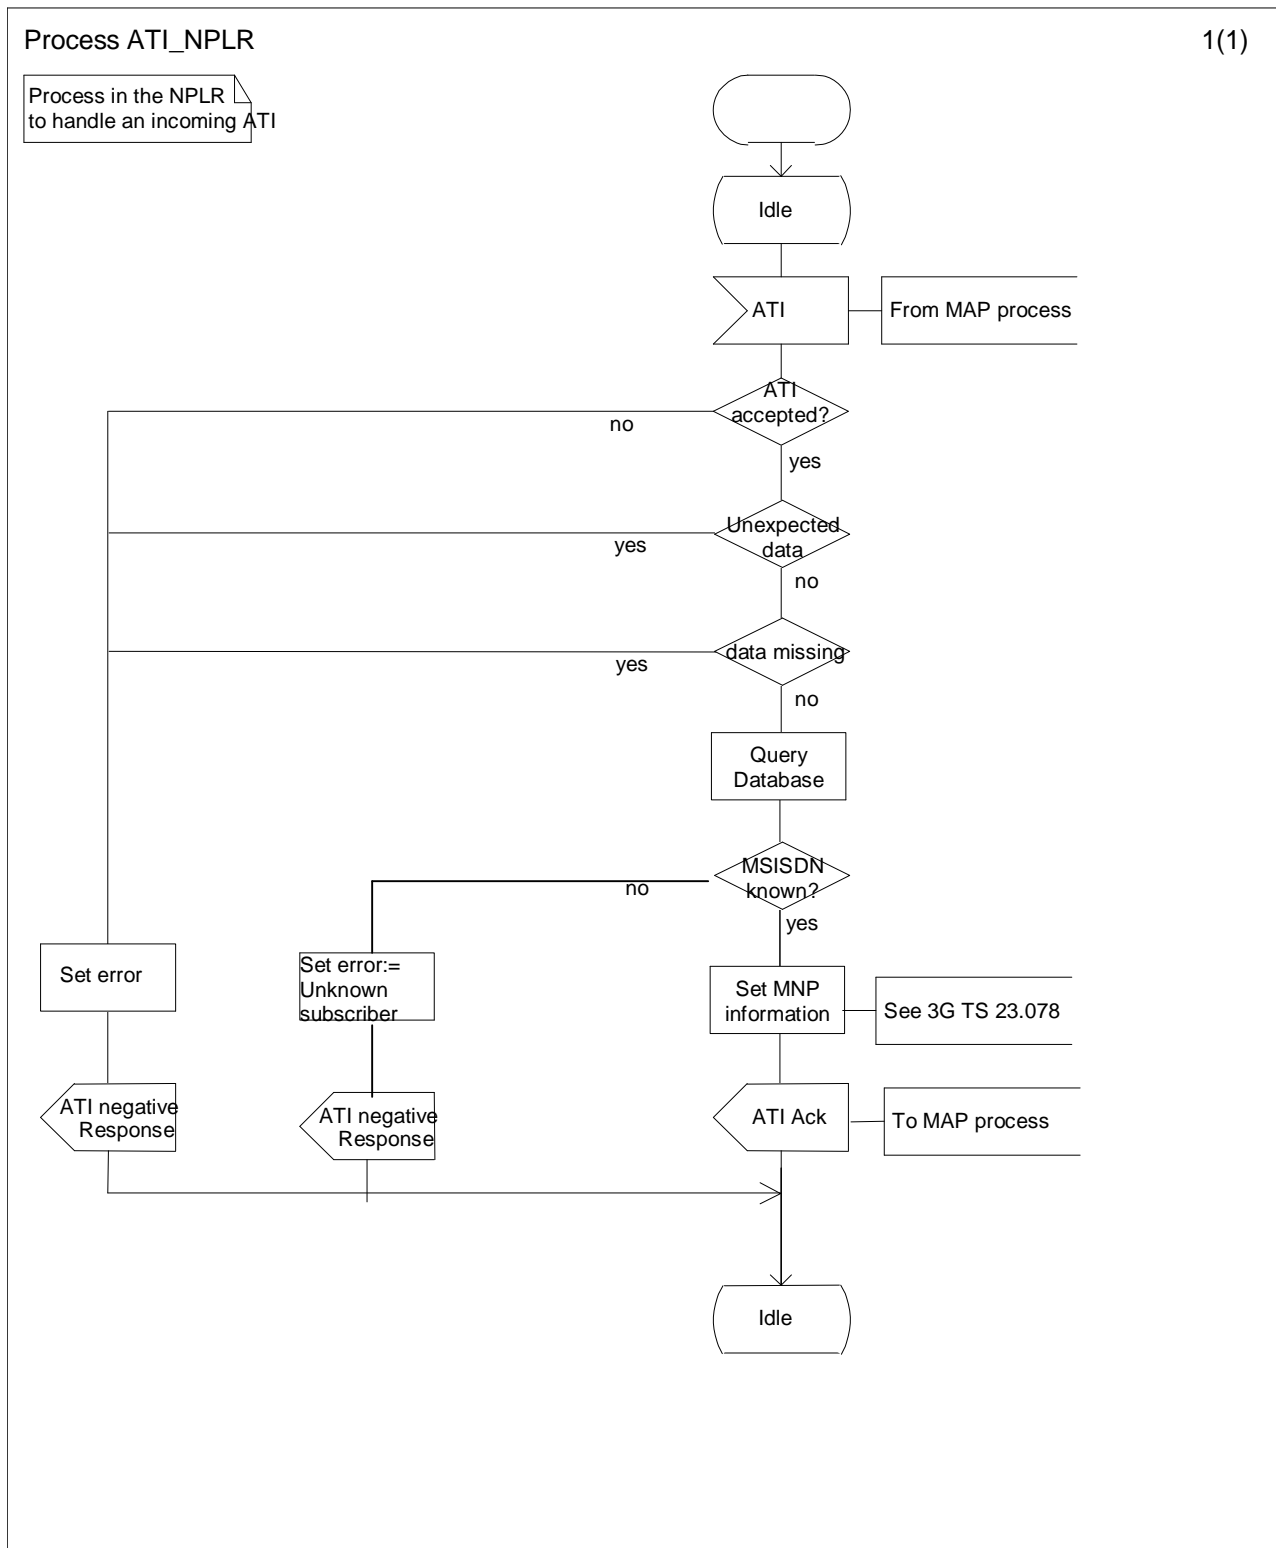 Process ATI_NPLR
1(1)
Process in the NPLR
to handle an incoming ATI
Idle
ATI
From MAP process
ATI
accepted?
no
yes
Unexpected
data
yes
no
data missing
yes
no
Query
Database
MSISDN
known?
no
yes
Set error
Set error:=
Unknown
subscriber
Set MNP
information
See 3G TS 23.078
ATI negative
Response
ATI negative
Response
ATI Ack
To MAP process
Idle